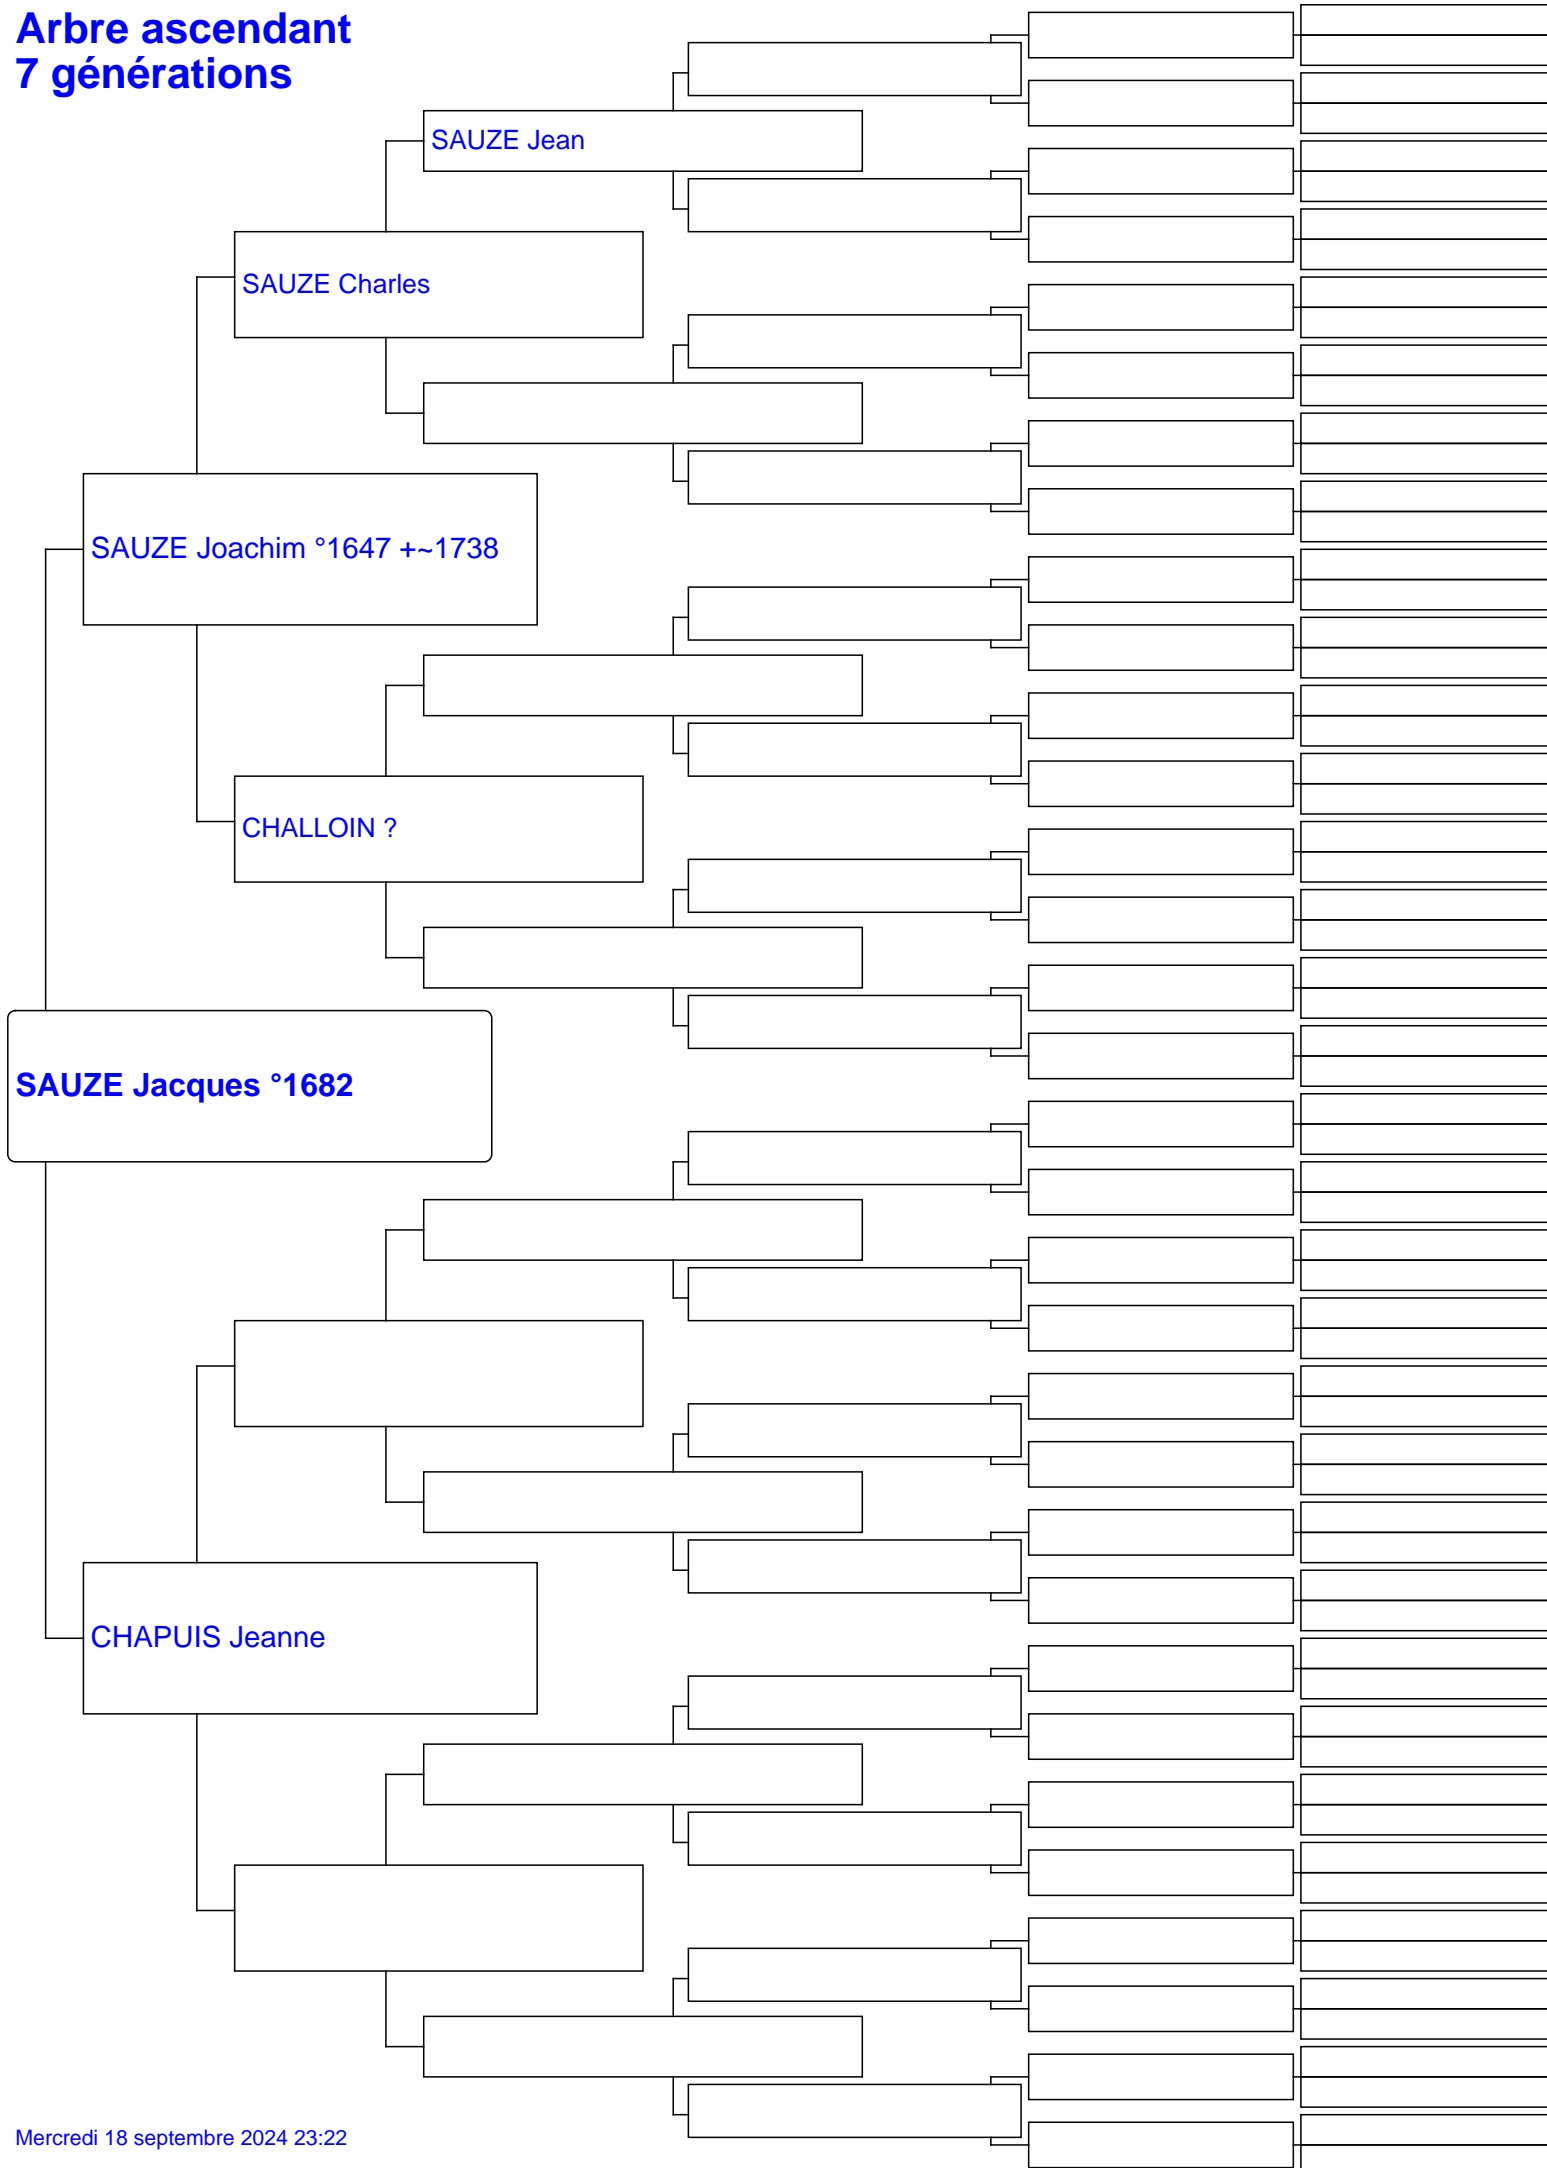 Arbre ascendant
7 générations
SAUZE Jean
SAUZE Charles
SAUZE Joachim °1647 +~1738
CHALLOIN ?
SAUZE Jacques °1682
CHAPUIS Jeanne
Mercredi 18 septembre 2024 23:22